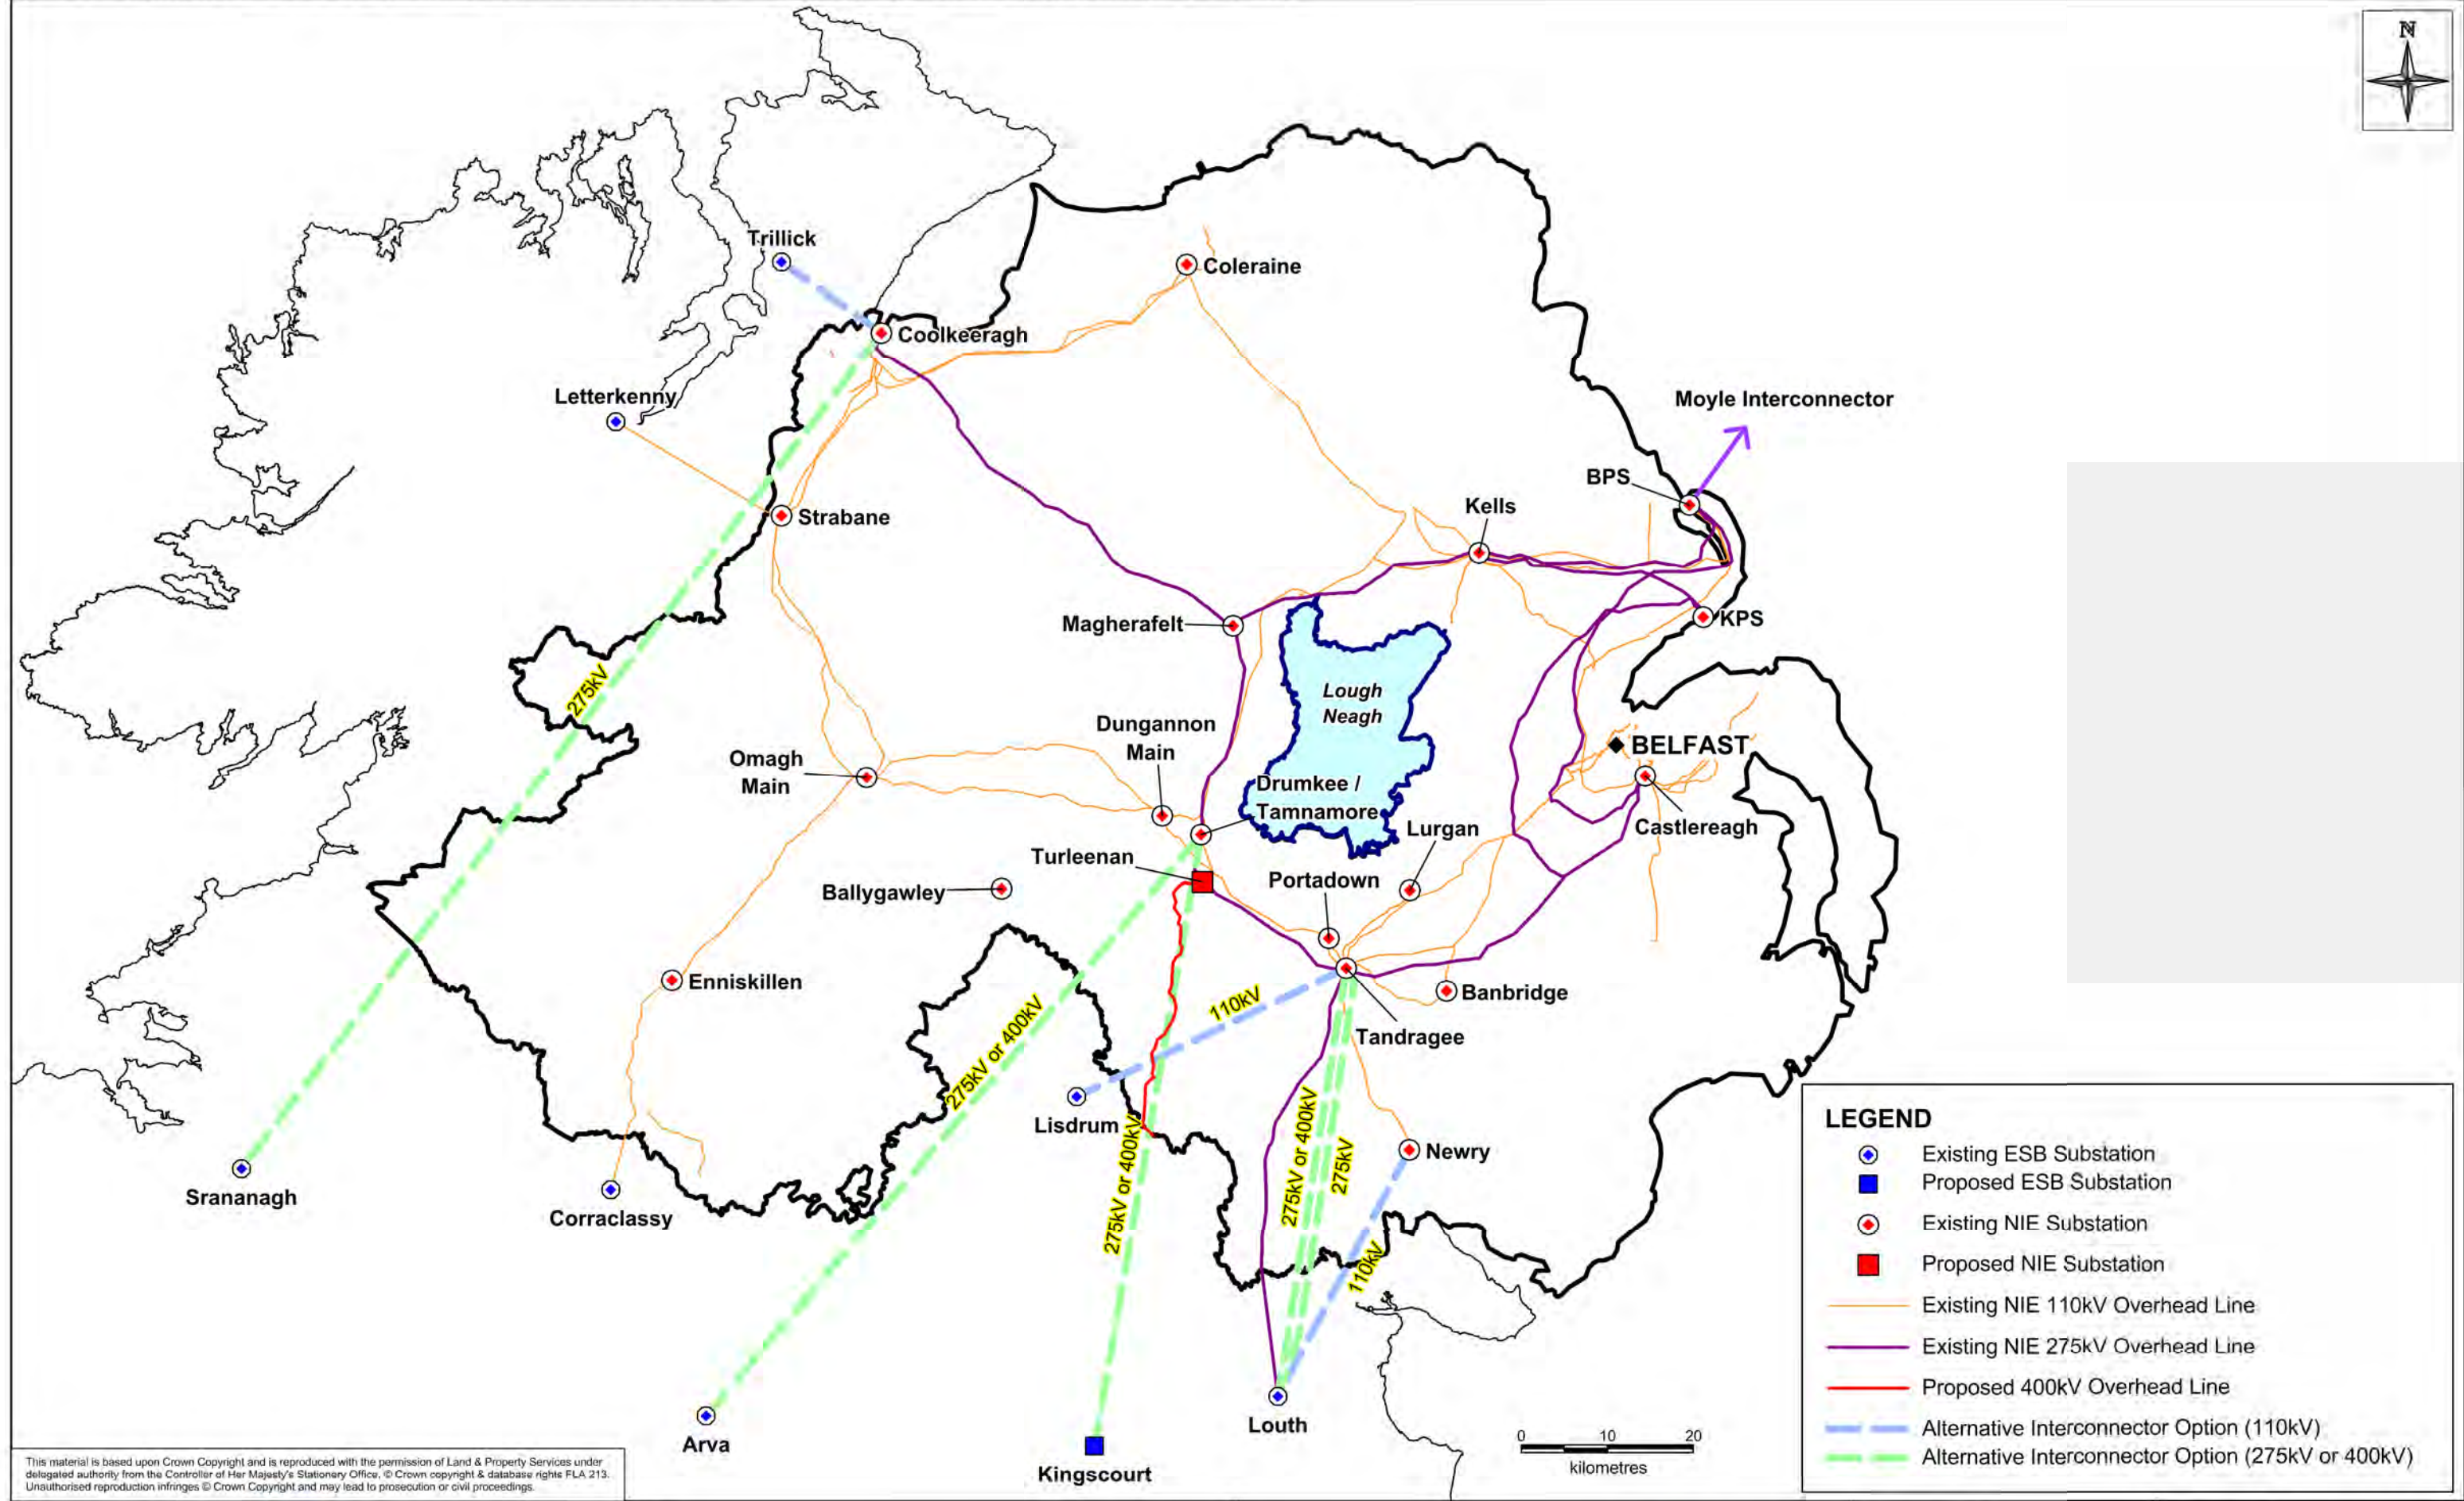 N
Trillick
Coleraine
Coolkeeragh
Letterkenny
Moyle Interconnector
BPS
Kells
Strabane
Magherafelt
KPS
275kV
Lough
Neagh
Dungannon
Main
BELFAST
Omagh
Main
Drumkee /
Tamnamore
Castlereagh
Lurgan
Turleenan
Portadown
Ballygawley
Enniskillen
Banbridge
110kV
275kV or 400kV
Tandragee
Lisdrum
Newry
275kV or 400kV
275kV or 400kV
275kV
110kV
Srananagh
Corraclassy
Arva
Kingscourt
Louth
0 10 20
kilometres
LEGEND
Existing ESB Substation
Proposed ESB Substation
Existing NIE Substation
Proposed NIE Substation
Existing NIE 110kV Overhead Line
Existing NIE 275kV Overhead Line
Proposed 400kV Overhead Line
Alternative Interconnector Option (110kV)
Alternative Interconnector Option (275kV or 400kV)
This material is based upon Crown Copyright and is reproduced with the permission of Land & Property Services under
delegated authority from the Controller of Her Majesty's Stationery Office, © Crown copyright & database rights FLA 213.
Unauthorised reproduction infringes © Crown Copyright and may lead to prosecution or civil proceedings.